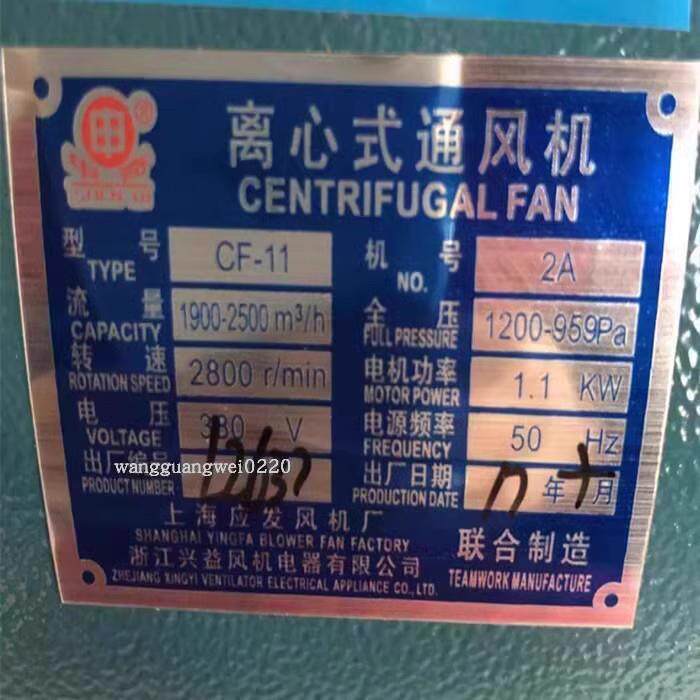 申
®
离心式通风机
CENTRIFUGAL FAN
型号 CF-11 机号 2A
TYPE NO.
流量 1900-2500 m³/h 全压 1200-959Pa
CAPACITY FULL PRESSURE
转速 2800 r/min 电机功率 1.1 KW
ROTATION SPEED MOTOR POWER
电压 380 V 电源频率 50 Hz
VOLTAGE FREQUENCY
出厂编号 出厂日期 年 十 月
PRODUCT NUMBER PRODUCTION DATE
wangguangwei0220
上海应发风机厂
SHANGHAI YINGFA BLOWER FAN FACTORY
浙江兴益风机电器有限公司
ZHEJIANG XINGYI VENTILATOR ELECTRICAL APPLIANCE CO., LTD.
联合制造
TEAMWORK MANUFACTURE